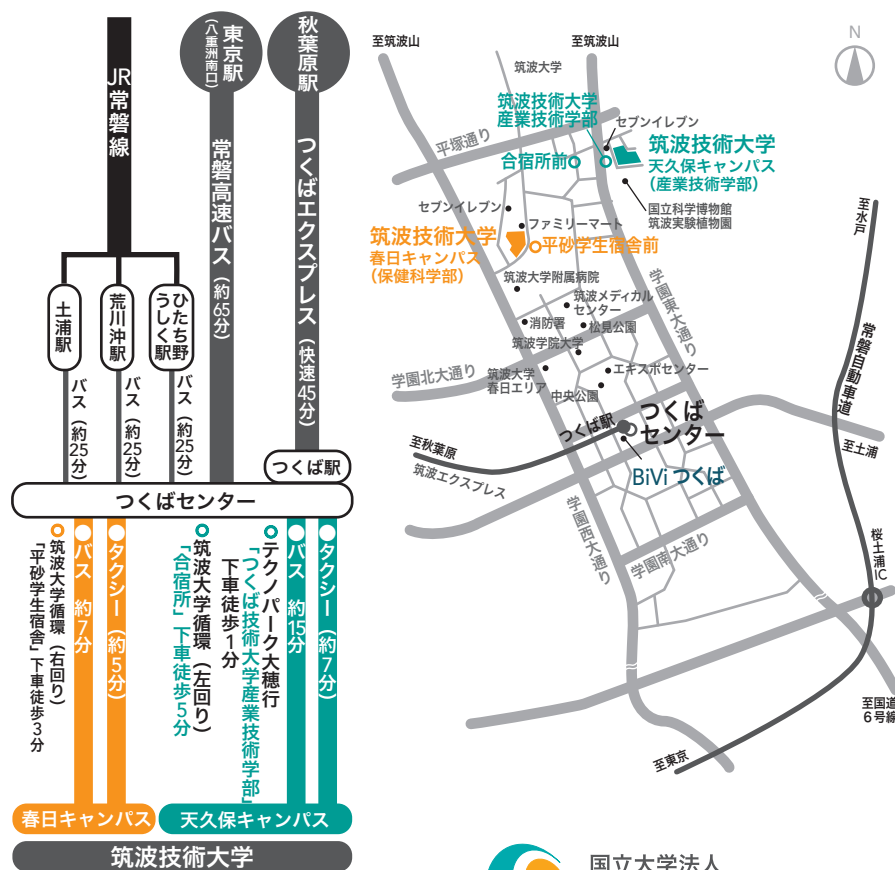 JR常磐線
東京駅
(八重洲南口)
秋葉原駅
常磐高速バス(約65分)
つくばエクスプレス(快速45分)
土浦駅
荒川沖駅
ひたち野
うしく駅
バス(約25分)
バス(約25分)
バス(約25分)
つくば駅
つくばセンター
筑波大学循環(右回り)
「平砂学生宿舎」下車徒歩3分
バス 約7分
タクシー(約5分)
筑波大学循環(左回り)
「合宿所」下車徒歩5分
テクノパーク大穂行
「つくば技術大学産業技術学部」
下車徒歩1分
バス 約15分
タクシー(約7分)
春日キャンパス
天久保キャンパス
筑波技術大学
至筑波山
至筑波山
N
筑波大学
筑波技術大学
産業技術学部
セブンイレブン
平塚通り
合宿所前
筑波技術大学
天久保キャンパス
(産業技術学部)
国立科学博物館
筑波実験植物園
至水戸
セブンイレブン
ファミリーマート
筑波技術大学
春日キャンパス
(保健科学部)
平砂学生宿舎前
筑波大学附属病院
学園東大通り
筑波メディカル
センター
消防署
松見公園
筑波学院大学
常磐自動車道
学園北大通り
筑波大学
春日エリア
エキスポセンター
中央公園
つくば駅
つくば
センター
至秋葉原
筑波エクスプレス
BiVi つくば
至土浦
学園西大通り
学園南大通り
桜土浦IC
至国道
6号線
至東京
国立大学法人